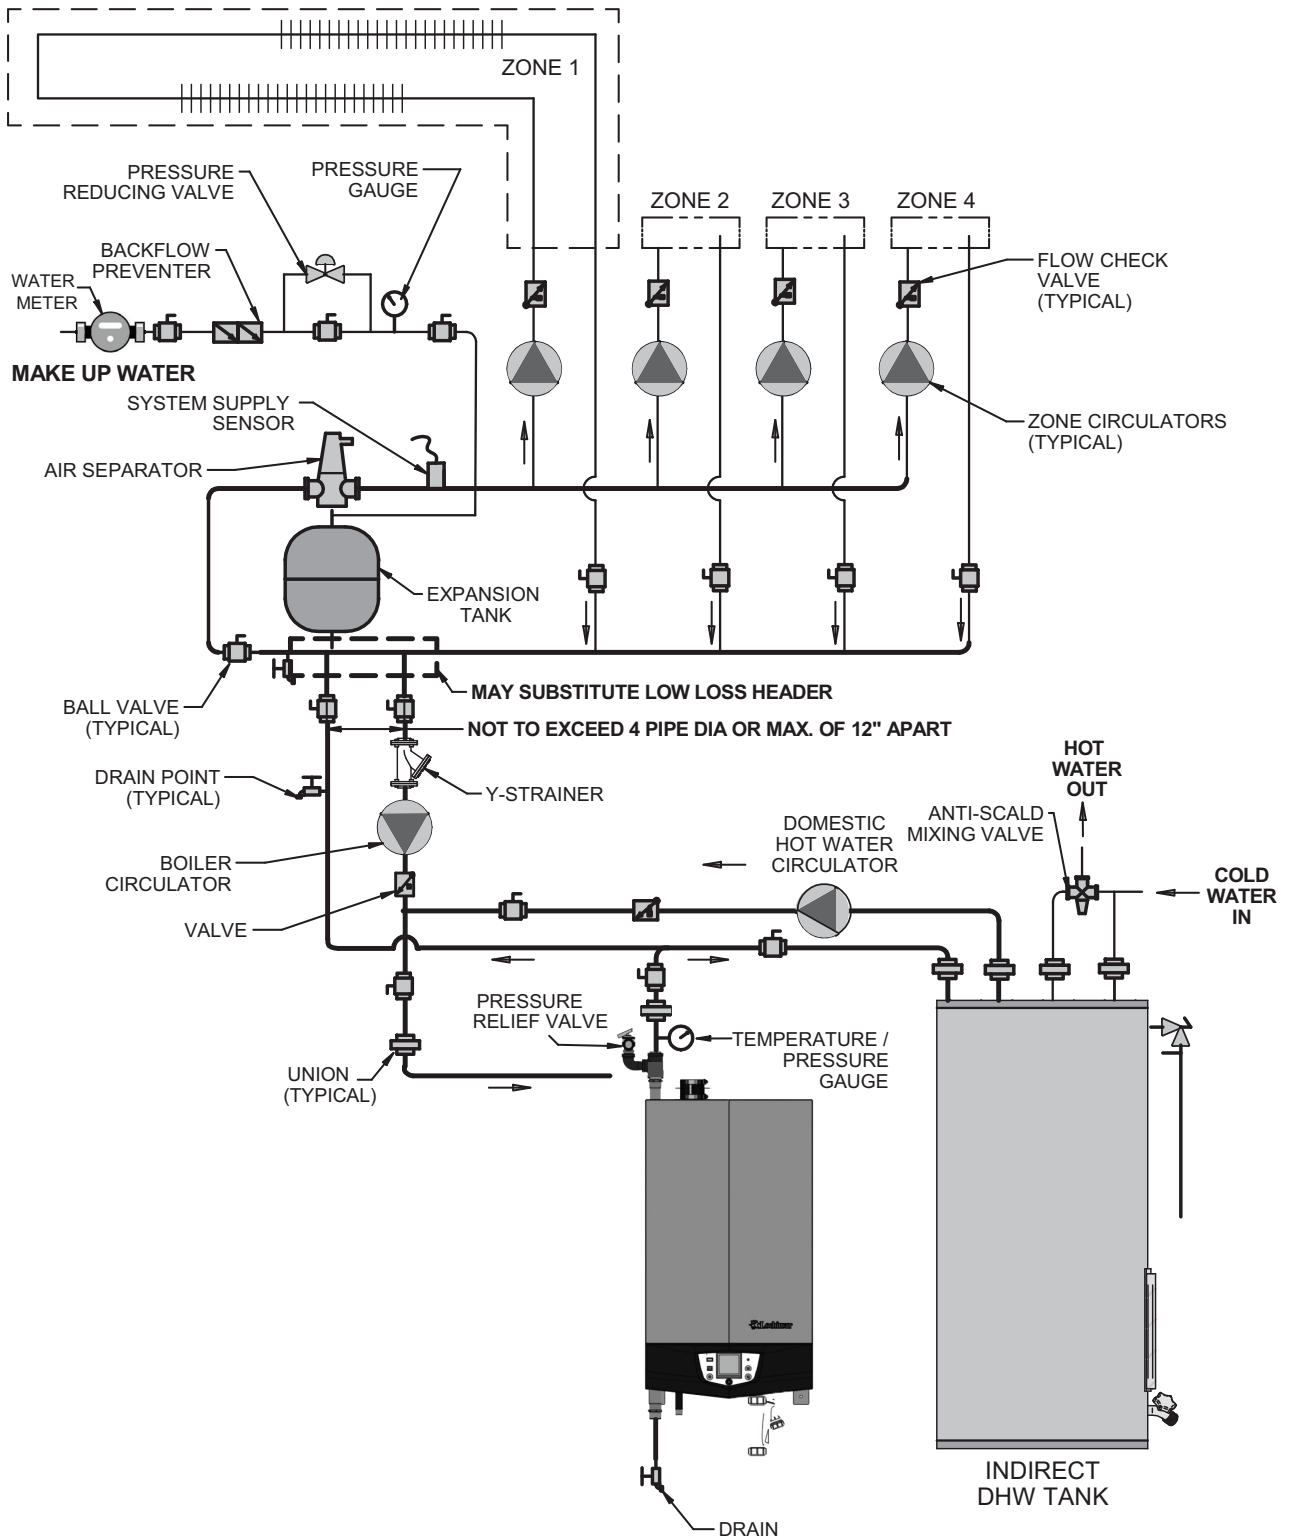 ZONE 1
PRESSURE
REDUCING VALVE
PRESSURE
GAUGE
ZONE 2
ZONE 3
ZONE 4
BACKFLOW
PREVENTER
FLOW CHECK
VALVE
(TYPICAL)
WATER
METER
MAKE UP WATER
SYSTEM SUPPLY
SENSOR
ZONE CIRCULATORS
(TYPICAL)
AIR SEPARATOR
EXPANSION
TANK
MAY SUBSTITUTE LOW LOSS HEADER
BALL VALVE
(TYPICAL)
NOT TO EXCEED 4 PIPE DIA OR MAX. OF 12" APART
HOT
WATER
OUT
DRAIN POINT
(TYPICAL)
Y-STRAINER
ANTI-SCALD
MIXING VALVE
DOMESTIC
HOT WATER
CIRCULATOR
BOILER
CIRCULATOR
COLD
WATER
IN
VALVE
PRESSURE
RELIEF VALVE
TEMPERATURE /
PRESSURE
GAUGE
UNION
(TYPICAL)
Lochinvar
INDIRECT
DHW TANK
DRAIN